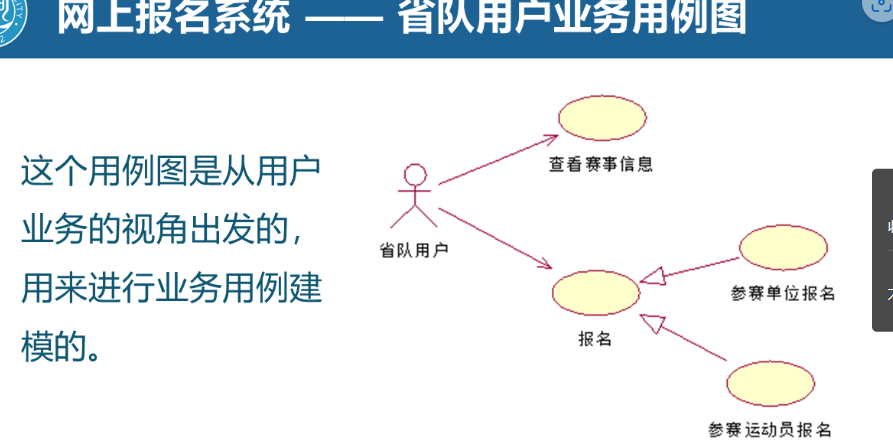 网上报名系统 —— 省队用户业务用例图
这个用例图是从用户
业务的视角出发的，
用来进行业务用例建
模的。
查看赛事信息
省队用户
参赛单位报名
报名
参赛运动员报名